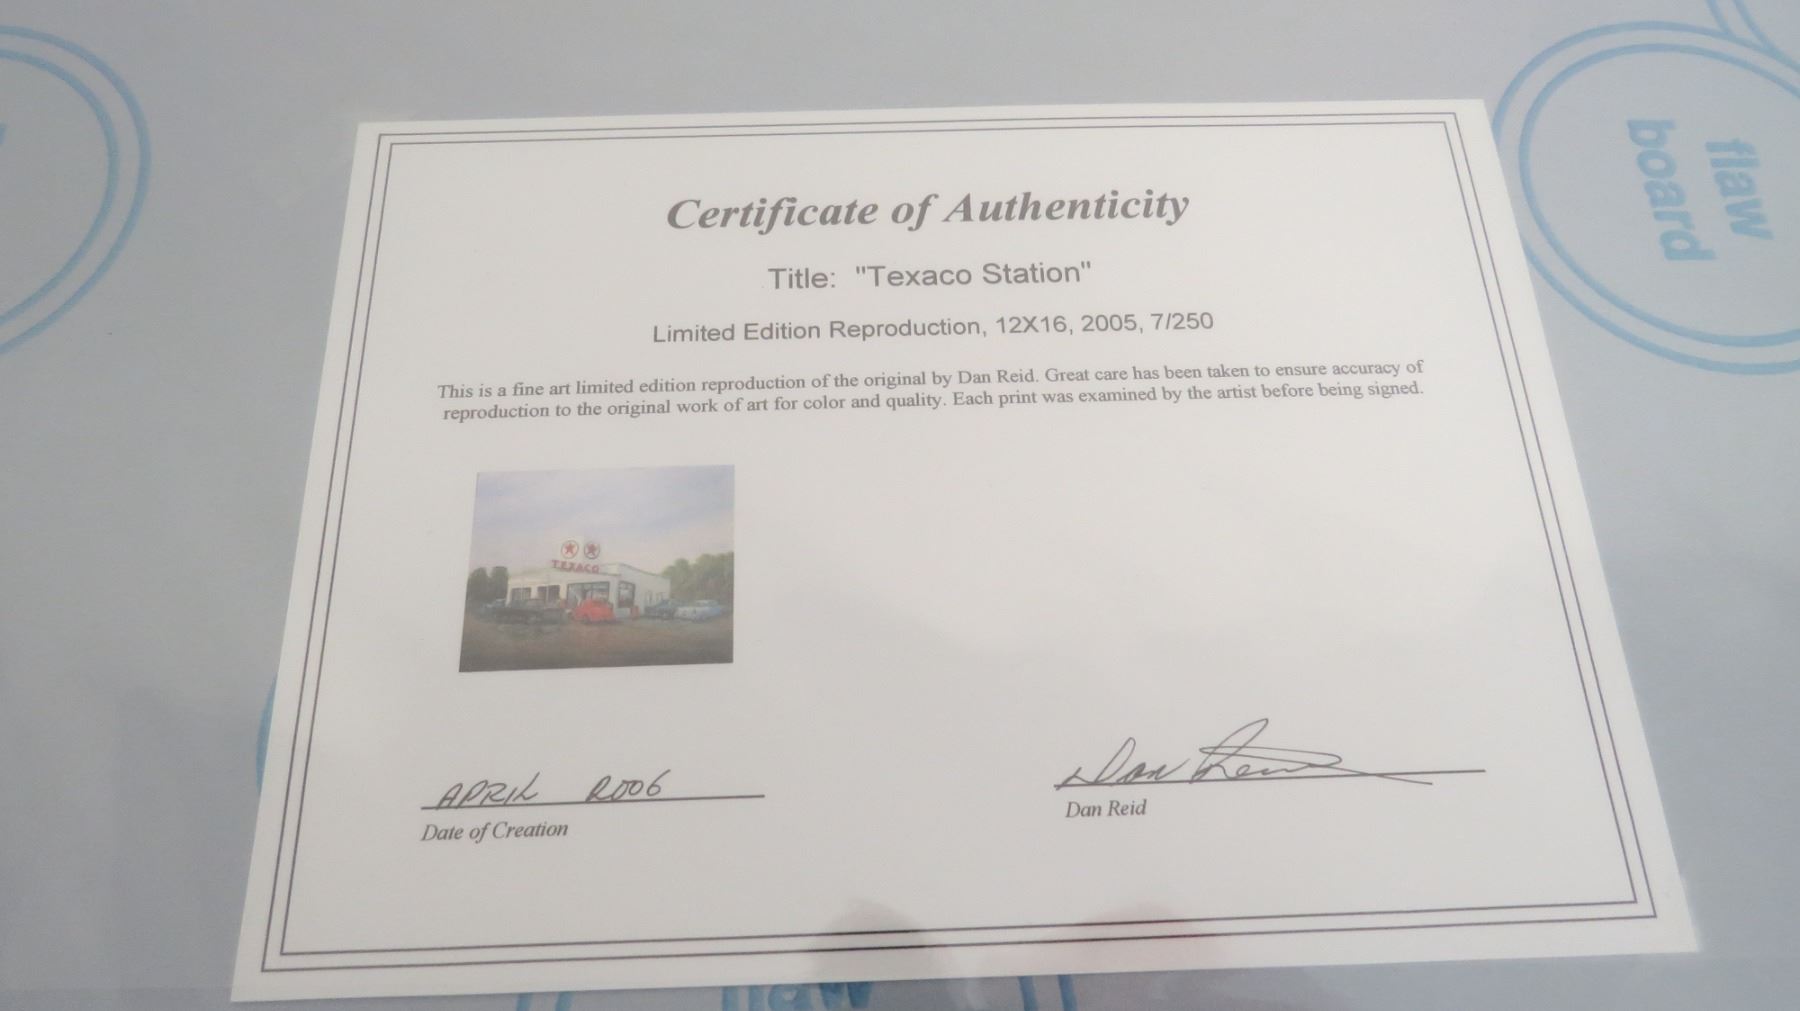 Certificate of Authenticity
Title: "Texaco Station"
Limited Edition Reproduction, 12X16, 2005, 7/250
This is a fine art limited edition reproduction of the original by Dan Reid. Great care has been taken to ensure accuracy of
reproduction to the original work of art for color and quality. Each print was examined by the artist before being signed.
TEXACO
APRIL 2006
Date of Creation
Dan Reid
Dan Reid
flaw
board
flaw